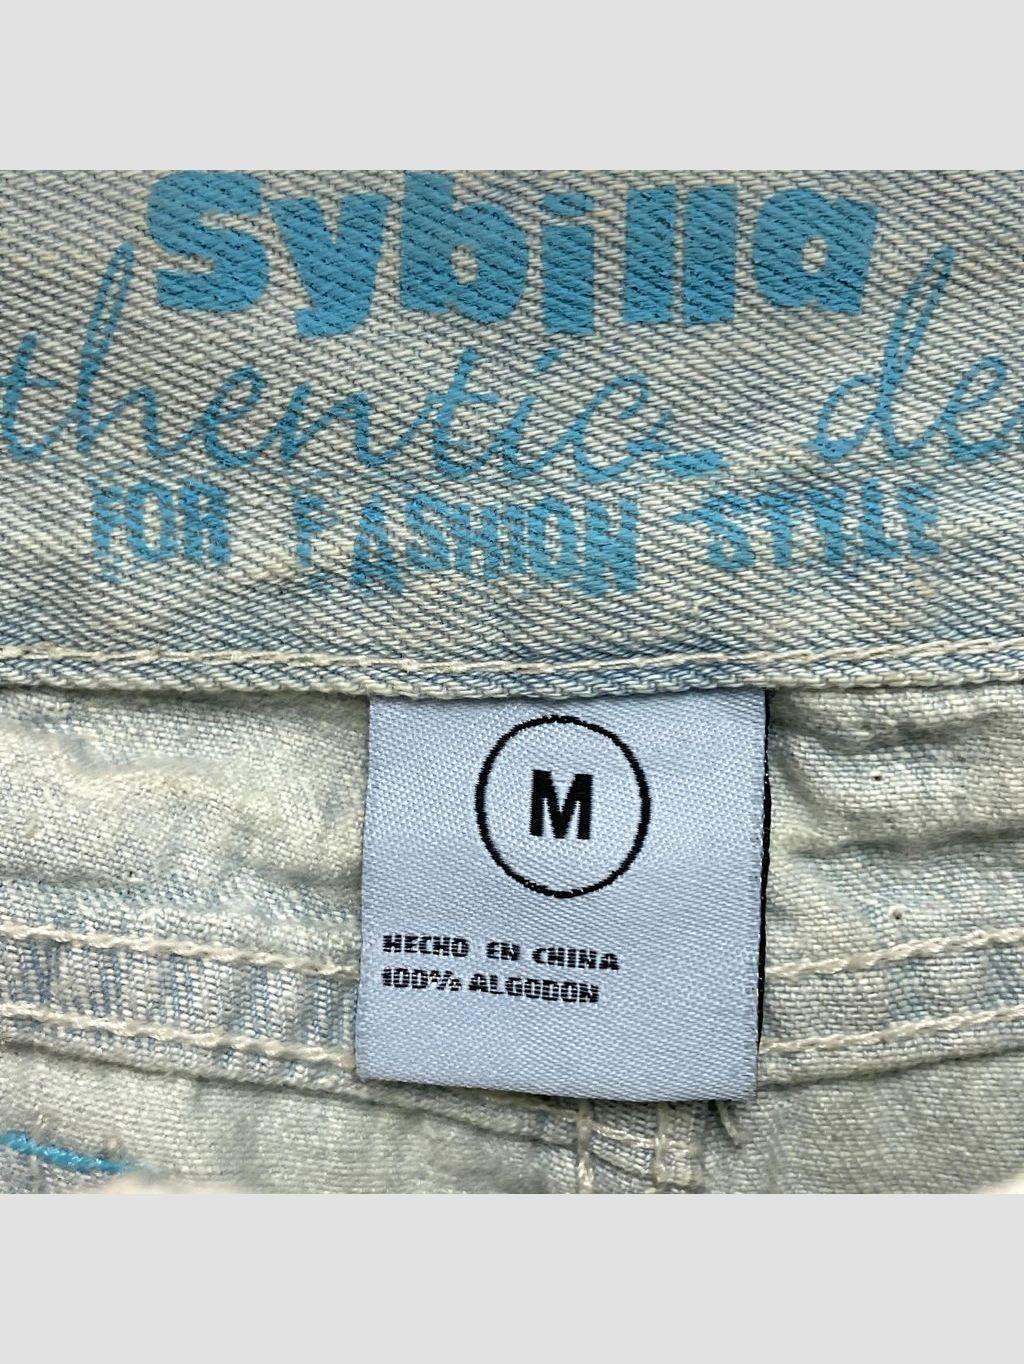 Sybilla
thentic de
FOR FASHION STYLE
M
HECHO EN CHINA
100% ALGODON